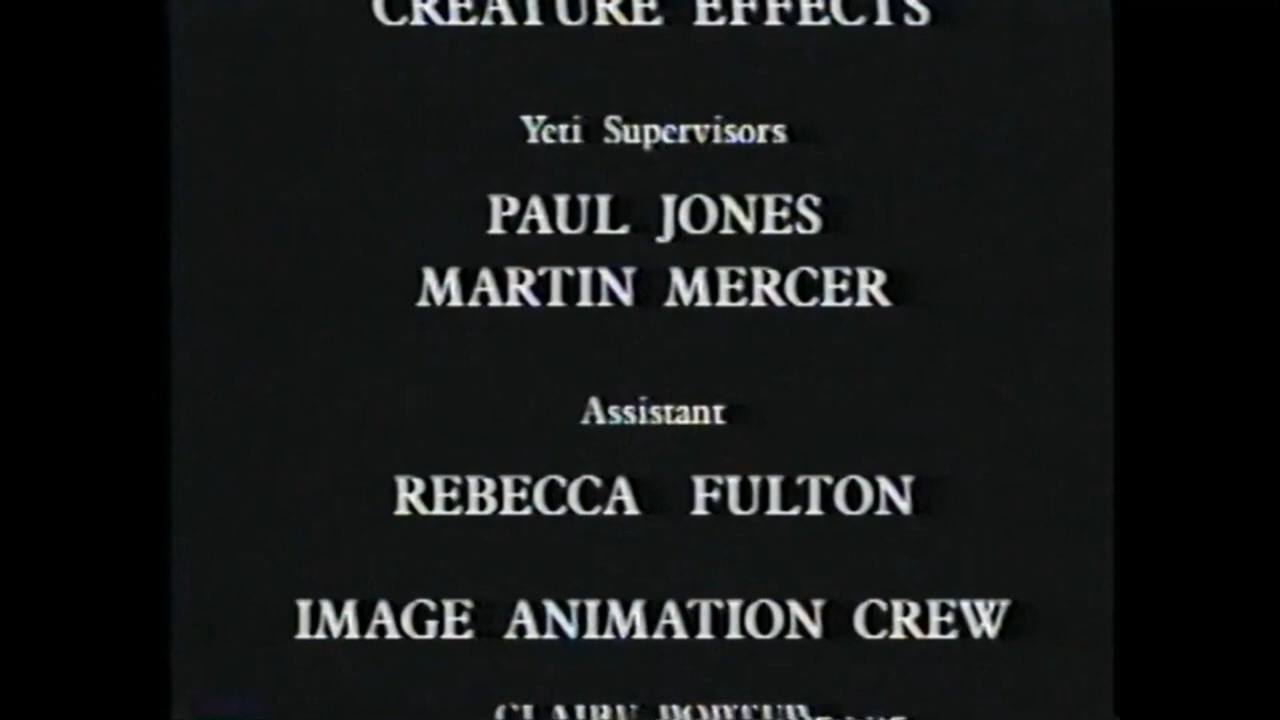 CREATURE EFFECTS
Yeti Supervisors
PAUL JONES
MARTIN MERCER
Assistant
REBECCA FULTON
IMAGE ANIMATION CREW